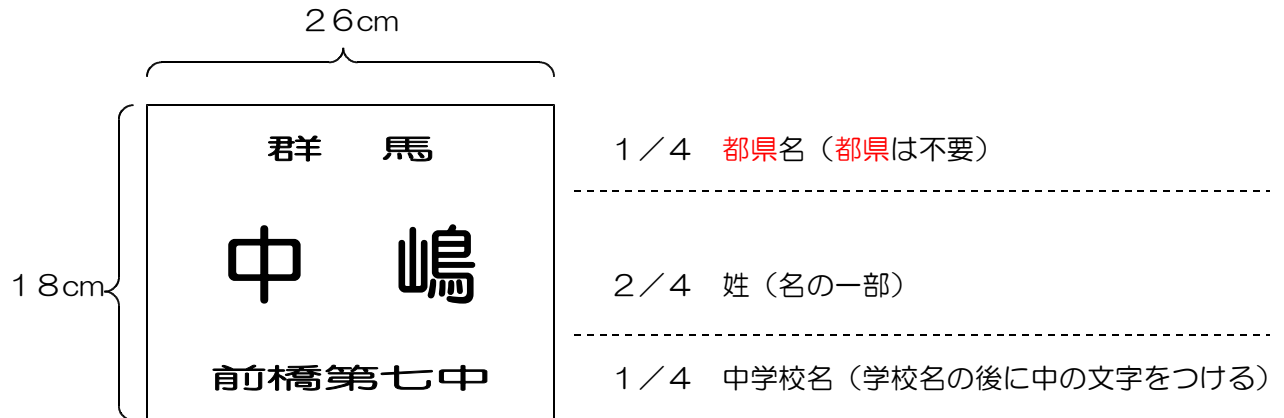 ２６cm
群　馬
１／４　都県名（都県は不要）
中　嶋
１８cm
２／４　姓（名の一部）
前橋第七中
１／４　中学校名（学校名の後に中の文字をつける）